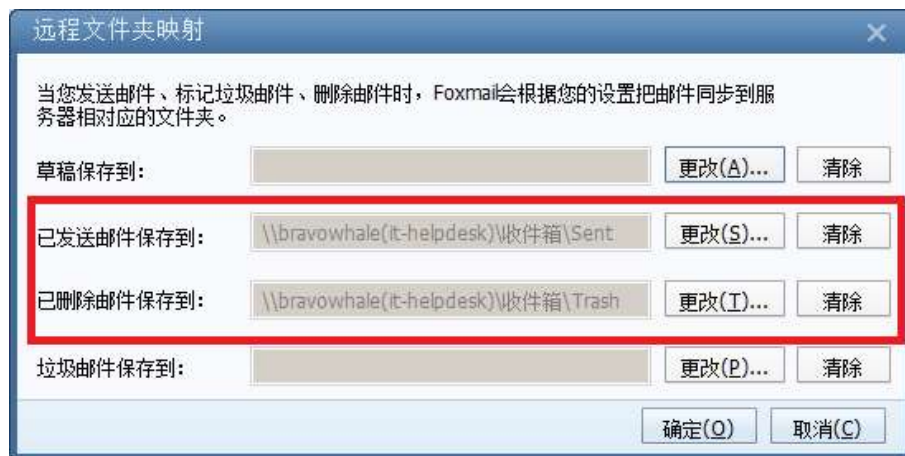 远程文件夹映射
当您发送邮件、标记垃圾邮件、删除邮件时，Foxmail会根据您的设置把邮件同步到服
务器相对应的文件夹。
草稿保存到： 更改(A)... 清除
已发送邮件保存到： \\bravowhale(it-helpdesk)\收件箱\Sent 更改(S)... 清除
已删除邮件保存到： \\bravowhale(it-helpdesk)\收件箱\Trash 更改(T)... 清除
垃圾邮件保存到： 更改(P)... 清除
确定(O) 取消(C)